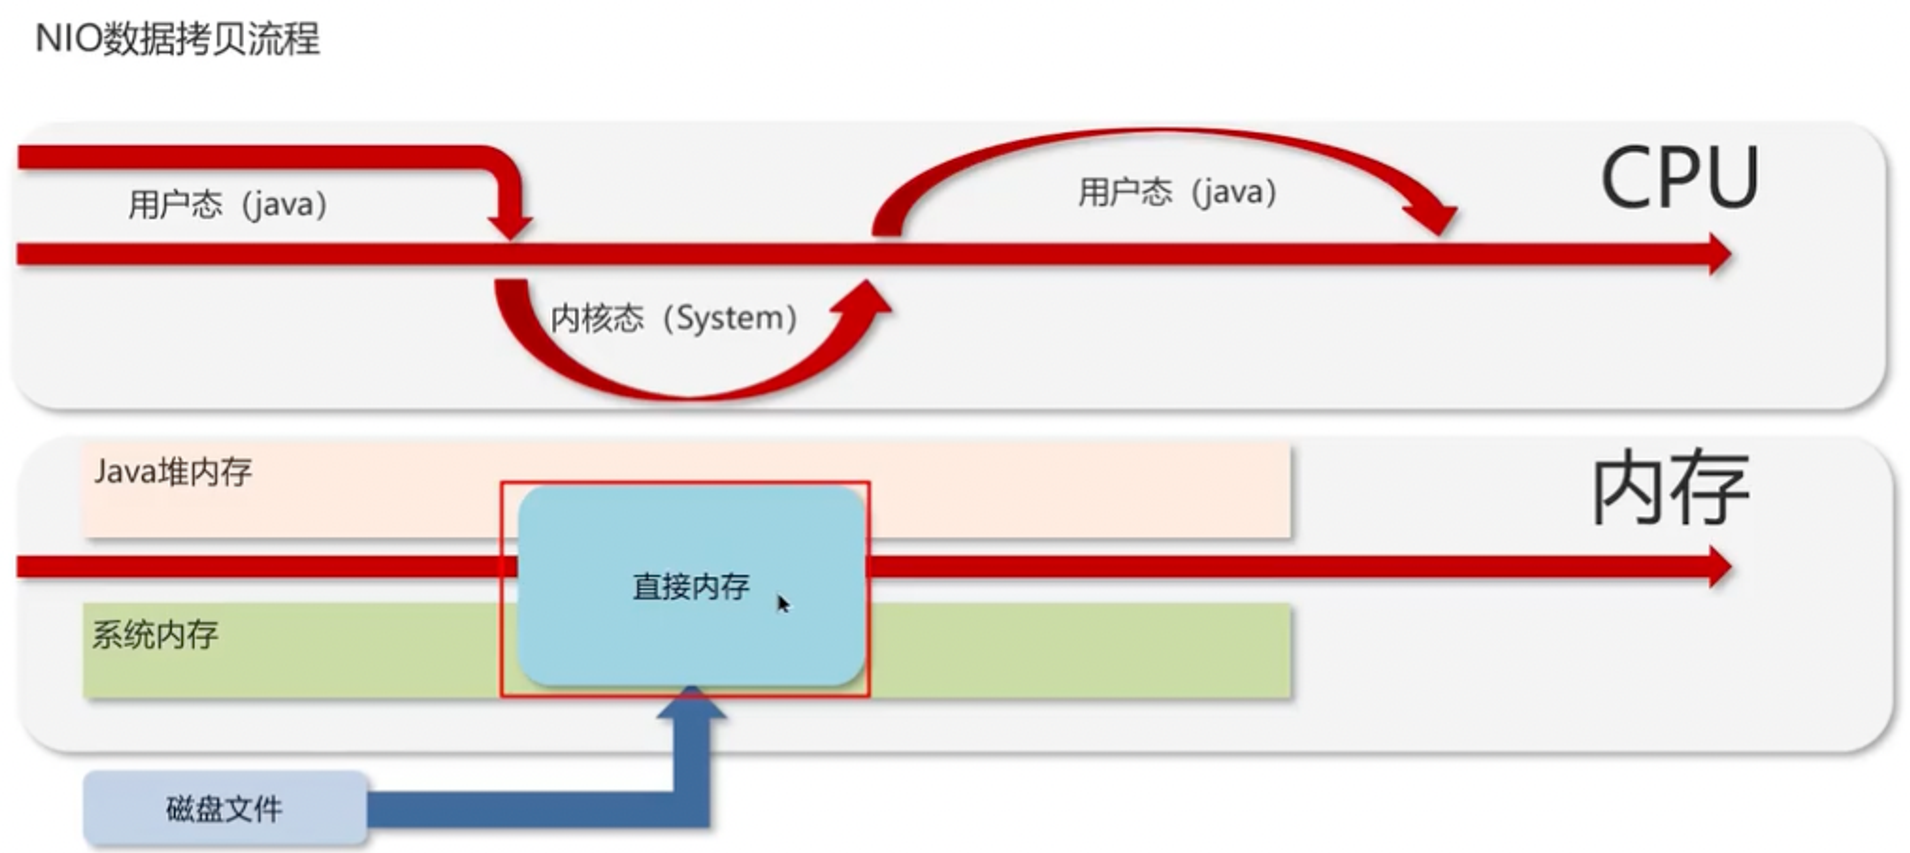 NIO数据拷贝流程
CPU
用户态（java）
用户态（java）
内核态（System）
Java堆内存
内存
直接内存
系统内存
磁盘文件